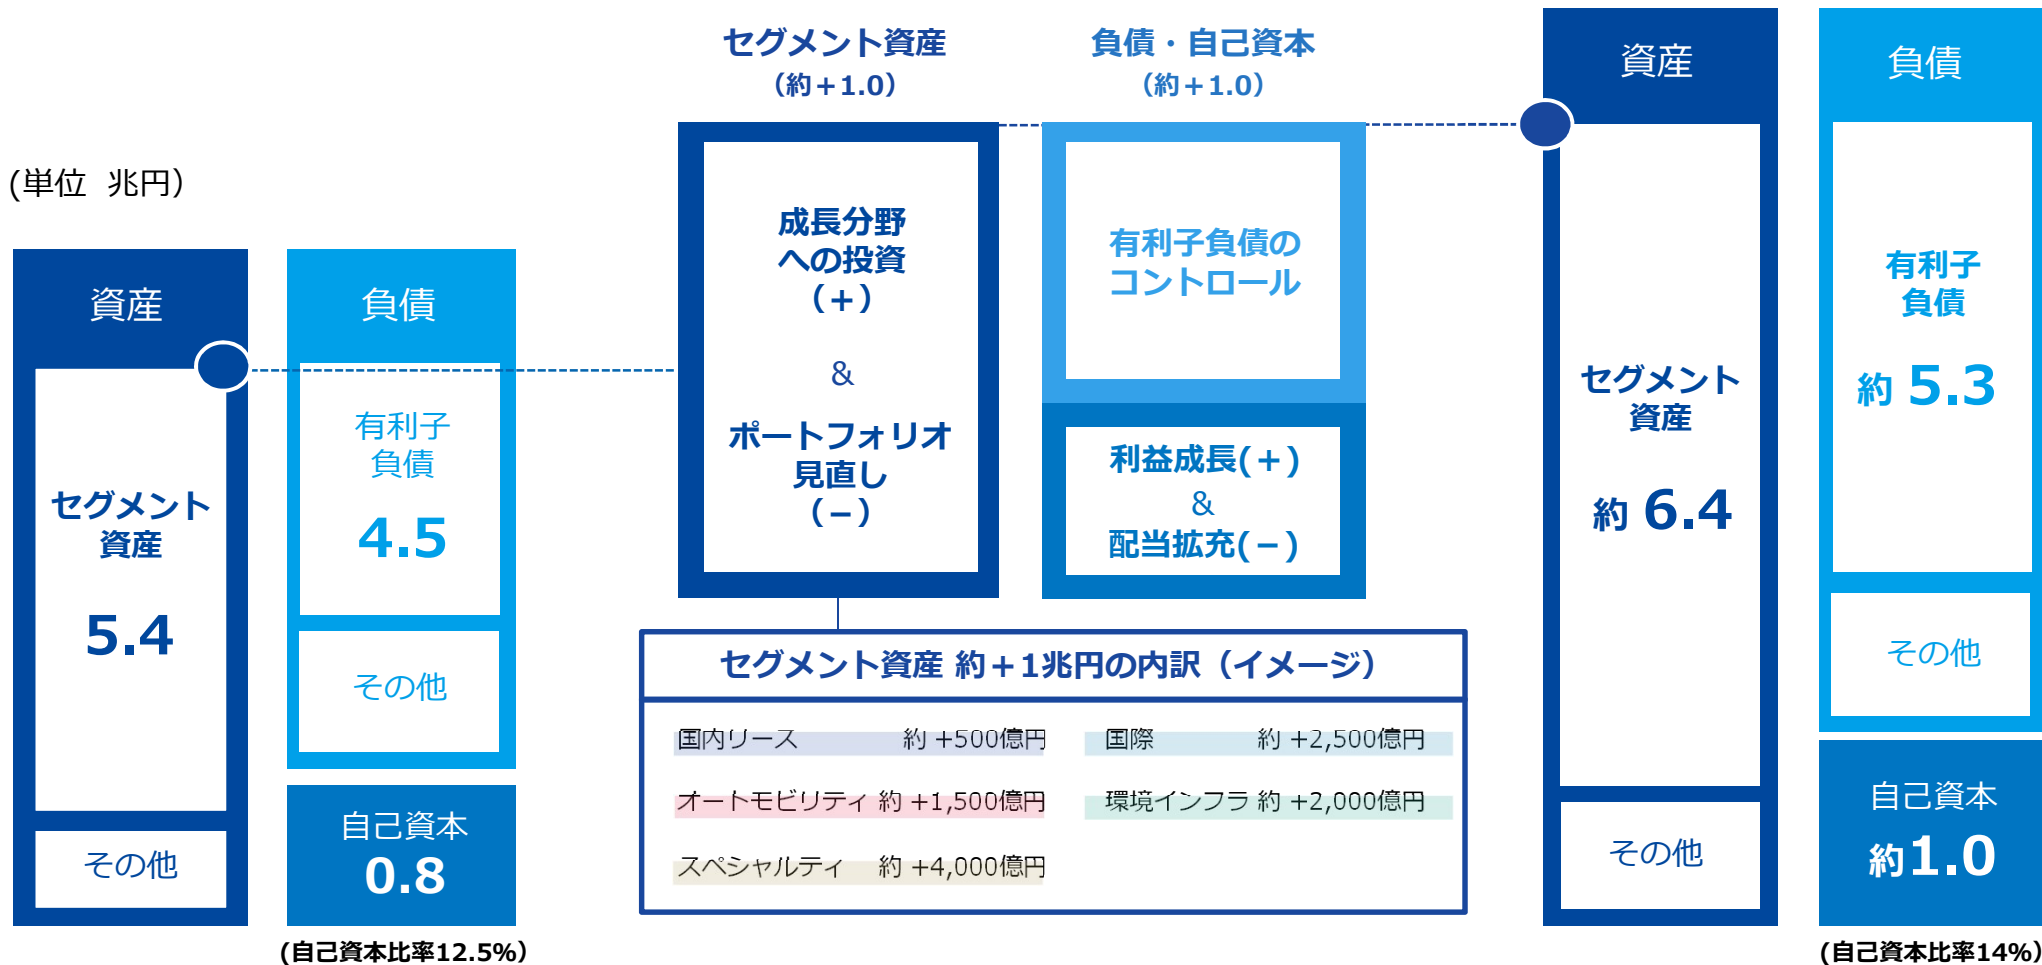 (単位 兆円)
資産
セグメント
資産
5.4
その他
負債
有利子
負債
4.5
その他
自己資本
0.8
(自己資本比率12.5%)
セグメント資産
(約+1.0)
成長分野
への投資
(+)
&
ポートフォリオ
見直し
(-)
負債・自己資本
(約+1.0)
有利子負債の
コントロール
利益成長(+)
&
配当拡充(-)
セグメント資産 約+1兆円の内訳(イメージ)
国内リース 約 +500億円 国際 約 +2,500億円
オートモビリティ 約 +1,500億円 環境インフラ 約 +2,000億円
スペシャルティ 約 +4,000億円
資産
セグメント
資産
約 6.4
その他
負債
有利子
負債
約 5.3
その他
自己資本
約1.0
(自己資本比率14%)